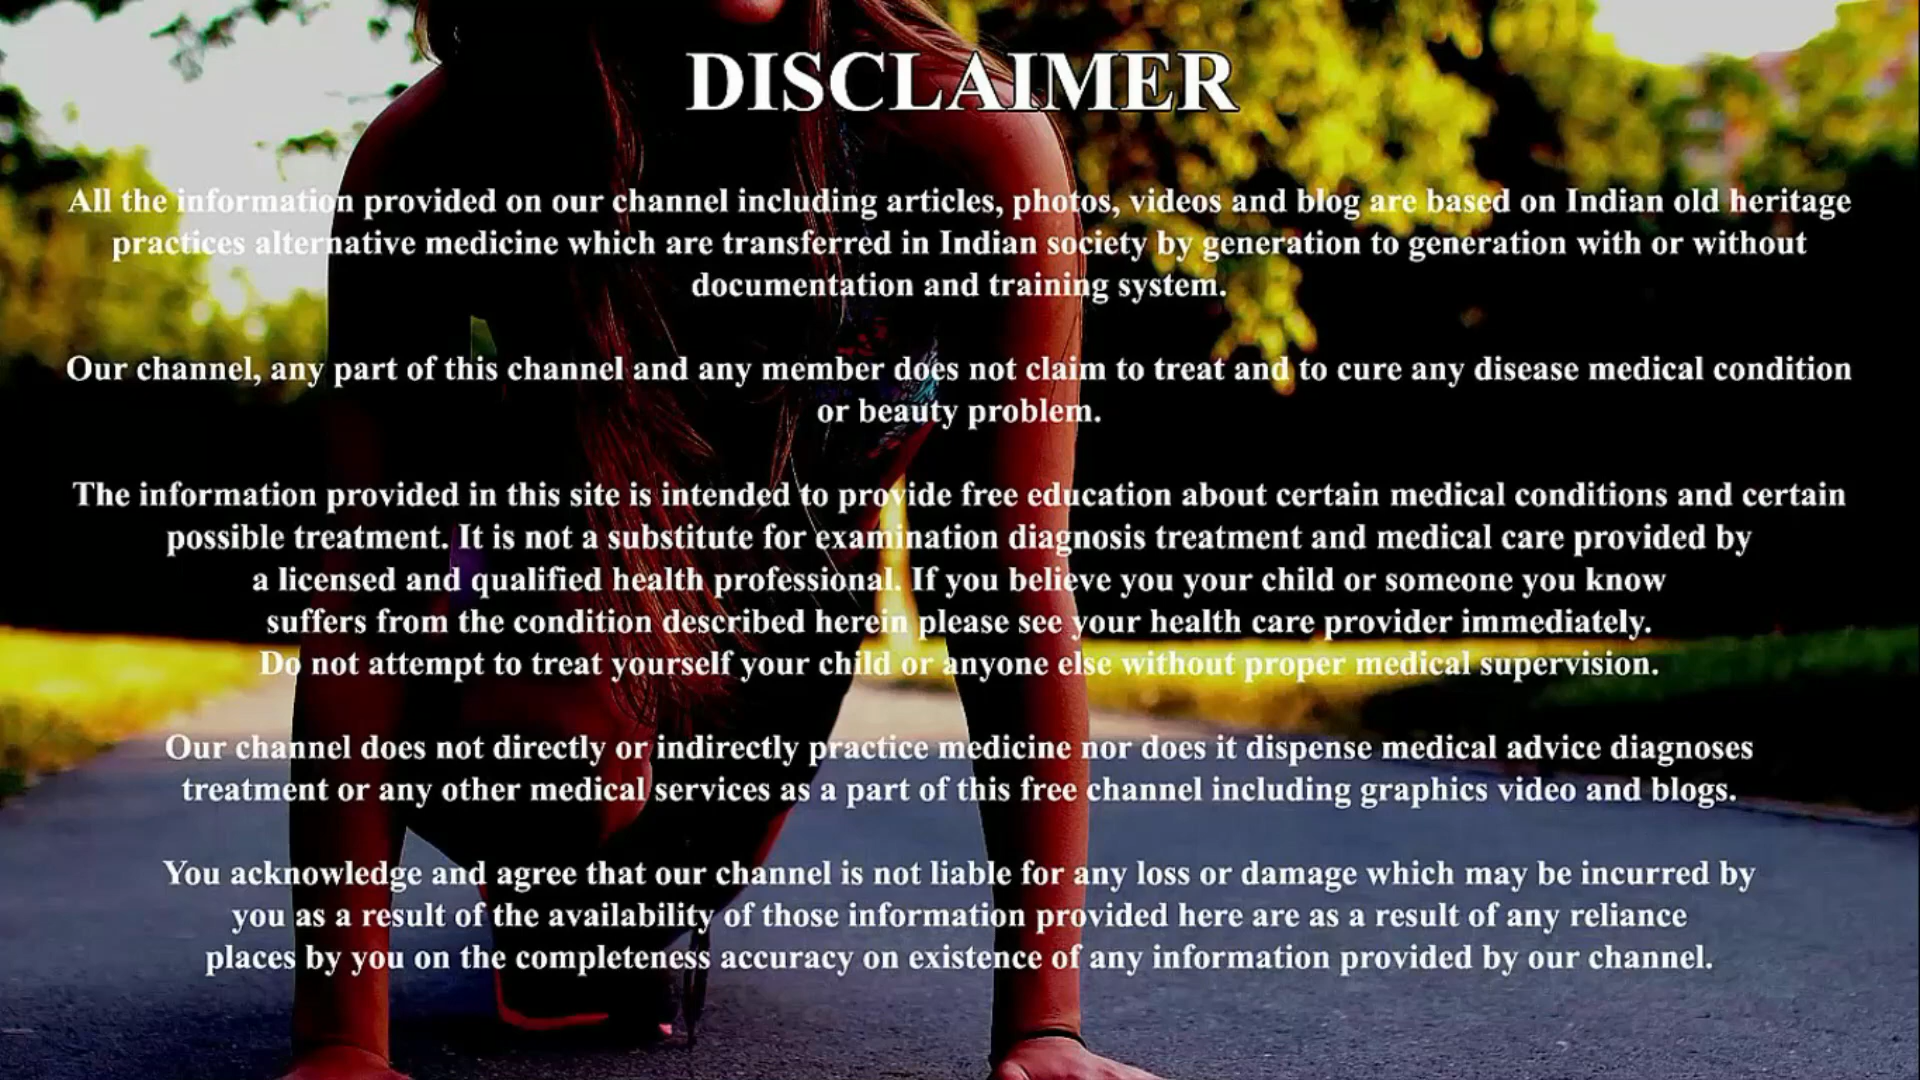 DISCLAIMER
All the information provided on our channel including articles, photos, videos and blog are based on Indian old heritage
practices alternative medicine which are transferred in Indian society by generation to generation with or without
documentation and training system.
Our channel, any part of this channel and any member does not claim to treat and to cure any disease medical condition
or beauty problem.
The information provided in this site is intended to provide free education about certain medical conditions and certain
possible treatment. It is not a substitute for examination diagnosis treatment and medical care provided by
a licensed and qualified health professional. If you believe you your child or someone you know
suffers from the condition described herein please see your health care provider immediately.
Do not attempt to treat yourself your child or anyone else without proper medical supervision.
Our channel does not directly or indirectly practice medicine nor does it dispense medical advice diagnoses
treatment or any other medical services as a part of this free channel including graphics video and blogs.
You acknowledge and agree that our channel is not liable for any loss or damage which may be incurred by
you as a result of the availability of those information provided here are as a result of any reliance
places by you on the completeness accuracy on existence of any information provided by our channel.